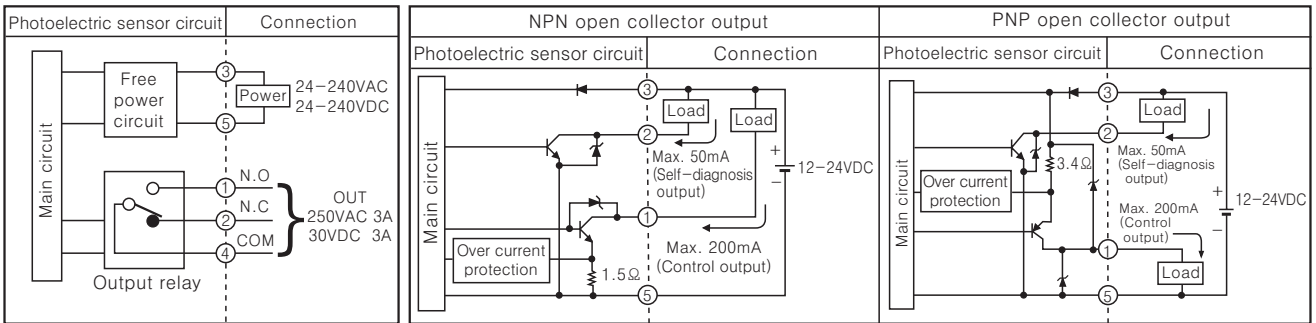 Photoelectric sensor circuit
Connection
Main circuit
Free
power
circuit
3
Power
5
24-240VAC
24-240VDC
1
N.O
2
N.C
4
COM
OUT
250VAC 3A
30VDC 3A
Output relay
NPN open collector output
Photoelectric sensor circuit
Connection
Main circuit
3
Load
Load
2
Max. 50mA
(Self-diagnosis
output)
+
12-24VDC
-
1
Max. 200mA
(Control output)
Over current
protection
1.5Ω
5
PNP open collector output
Photoelectric sensor circuit
Connection
Main circuit
3
Load
2
3.4Ω
Max. 50mA
(Self-diagnosis
output)
Over current
protection
+
12-24VDC
-
Max. 200mA
(Control
output)
1
Load
5